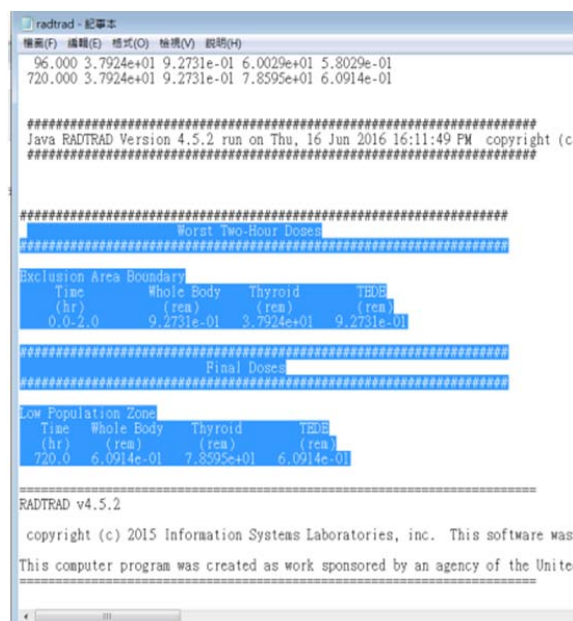 radtrad - 記事本
檔案(F) 編輯(E) 格式(O) 檢視(V) 說明(H)
96.000 3.7924e+01 9.2731e-01 6.0029e+01 5.8029e-01
720.000 3.7924e+01 9.2731e-01 7.8595e+01 6.0914e-01
######################################################################
Java RADTRAD Version 4.5.2 run on Thu, 16 Jun 2016 16:11:49 PM copyright (c
######################################################################
###################################################################
Worst Two-Hour Doses
###################################################################
Exclusion Area Boundary
Time Whole Body Thyroid TEDE
(hr) (rem) (rem) (rem)
0.0-2.0 9.2731e-01 3.7924e+01 9.2731e-01
###################################################################
Final Doses
###################################################################
Low Population Zone
Time Whole Body Thyroid TEDE
(hr) (rem) (rem) (rem)
720.0 6.0914e-01 7.8595e+01 6.0914e-01
======================================================================
RADTRAD v4.5.2
copyright (c) 2015 Information Systems Laboratories, inc. This software was
This computer program was created as work sponsored by an agency of the Unite
======================================================================